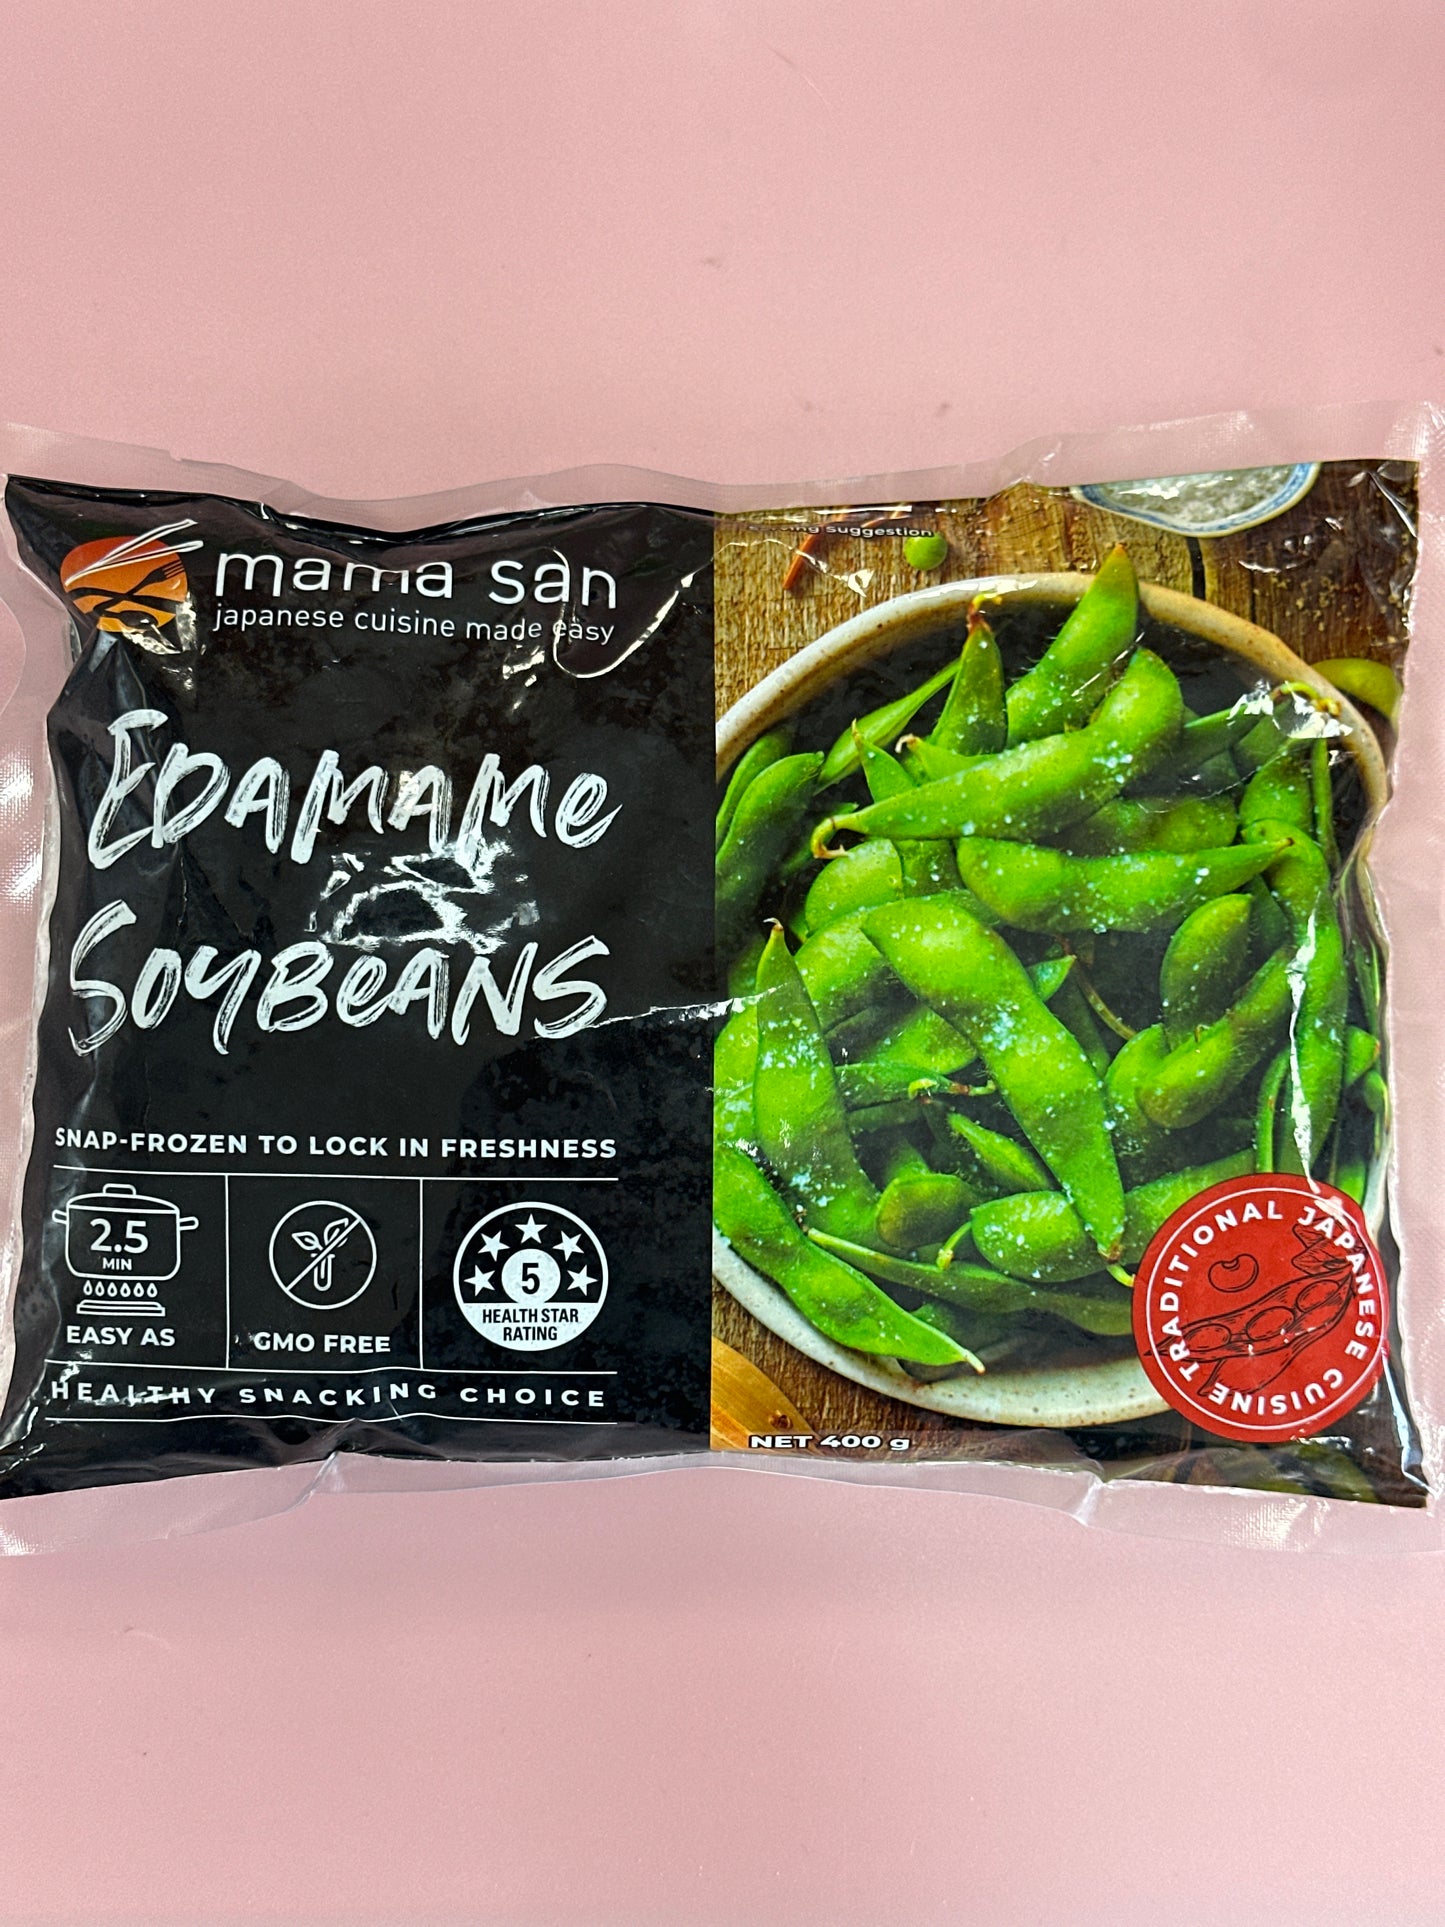 mama san
japanese cuisine made easy
EDAMAME
SOYBEANS
SNAP-FROZEN TO LOCK IN FRESHNESS
2.5
MIN
EASY AS
GMO FREE
5
HEALTH STAR
RATING
HEALTHY SNACKING CHOICE
suggestion
NET 400 g
TRADITIONAL JAPANESE CUISINE